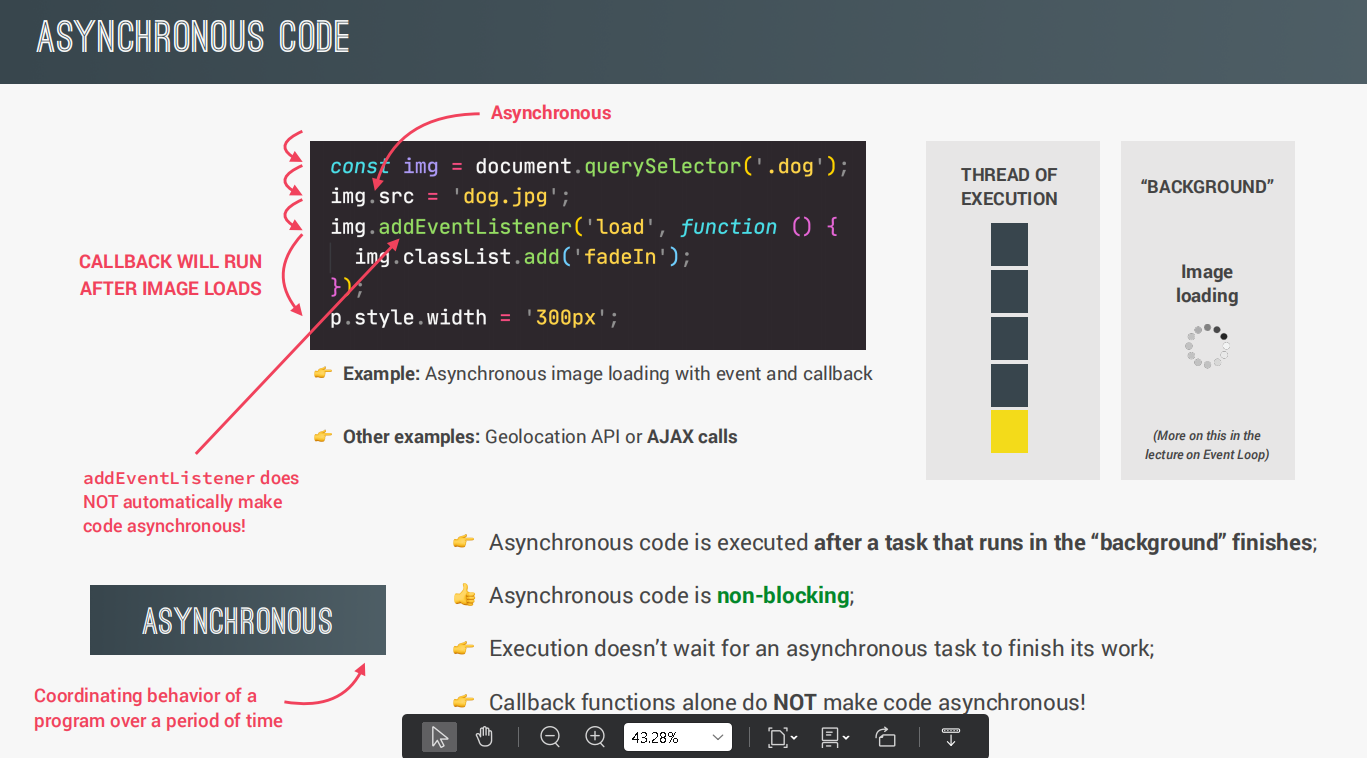 ASYNCHRONOUS CODE
Asynchronous
const img = document.querySelector('.dog');
img.src = 'dog.jpg';
img.addEventListener('load', function () {
img.classList.add('fadeIn');
});
p.style.width = '300px';
CALLBACK WILL RUN
AFTER IMAGE LOADS
THREAD OF
EXECUTION
“BACKGROUND”
Image
loading
(More on this in the
lecture on Event Loop)
👉 Example: Asynchronous image loading with event and callback
👉 Other examples: Geolocation API or AJAX calls
addEventListener does
NOT automatically make
code asynchronous!
👉 Asynchronous code is executed after a task that runs in the “background” finishes;
👍 Asynchronous code is non-blocking;
👉 Execution doesn’t wait for an asynchronous task to finish its work;
👉 Callback functions alone do NOT make code asynchronous!
ASYNCHRONOUS
Coordinating behavior of a
program over a period of time
43.28%